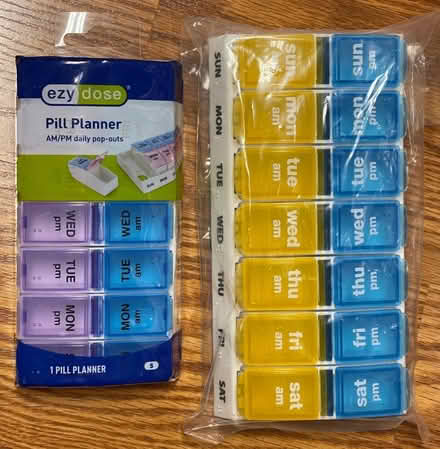 ezy dose®
Pill Planner
AM/PM daily pop-outs
WED pm
WED am
TUE pm
TUE am
MON pm
MON am
1 PILL PLANNER
S
SUN
sun am
sun pm
MON
mon am
mon pm
TUE
tue am
tue pm
WED
wed am
wed pm
THU
thu am
thu pm
FRI
fri am
fri pm
SAT
sat am
sat pm